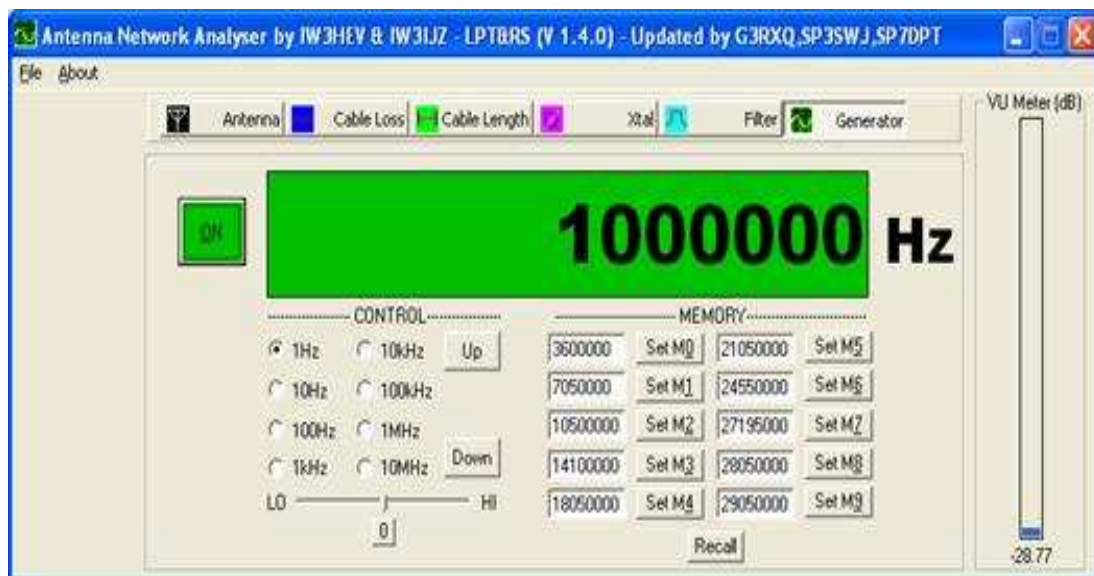 Antenna Network Analyser by IW3HEV & IW3IJZ - LPT&RS (V 1.4.0) - Updated by G3RXQ,SP3SWJ,SP7DPT
File About
Antenna Cable Loss Cable Length Xtal Filter Generator
VU Meter (dB)
ON
1000000 Hz
CONTROL
MEMORY
1Hz 10kHz Up
10Hz 100kHz
100Hz 1MHz
1kHz 10MHz Down
LO HI
0
3600000 Set M0 21050000 Set M5
7050000 Set M1 24550000 Set M6
10500000 Set M2 27195000 Set M7
14100000 Set M3 28050000 Set M8
18050000 Set M4 29050000 Set M9
Recall
-28.77